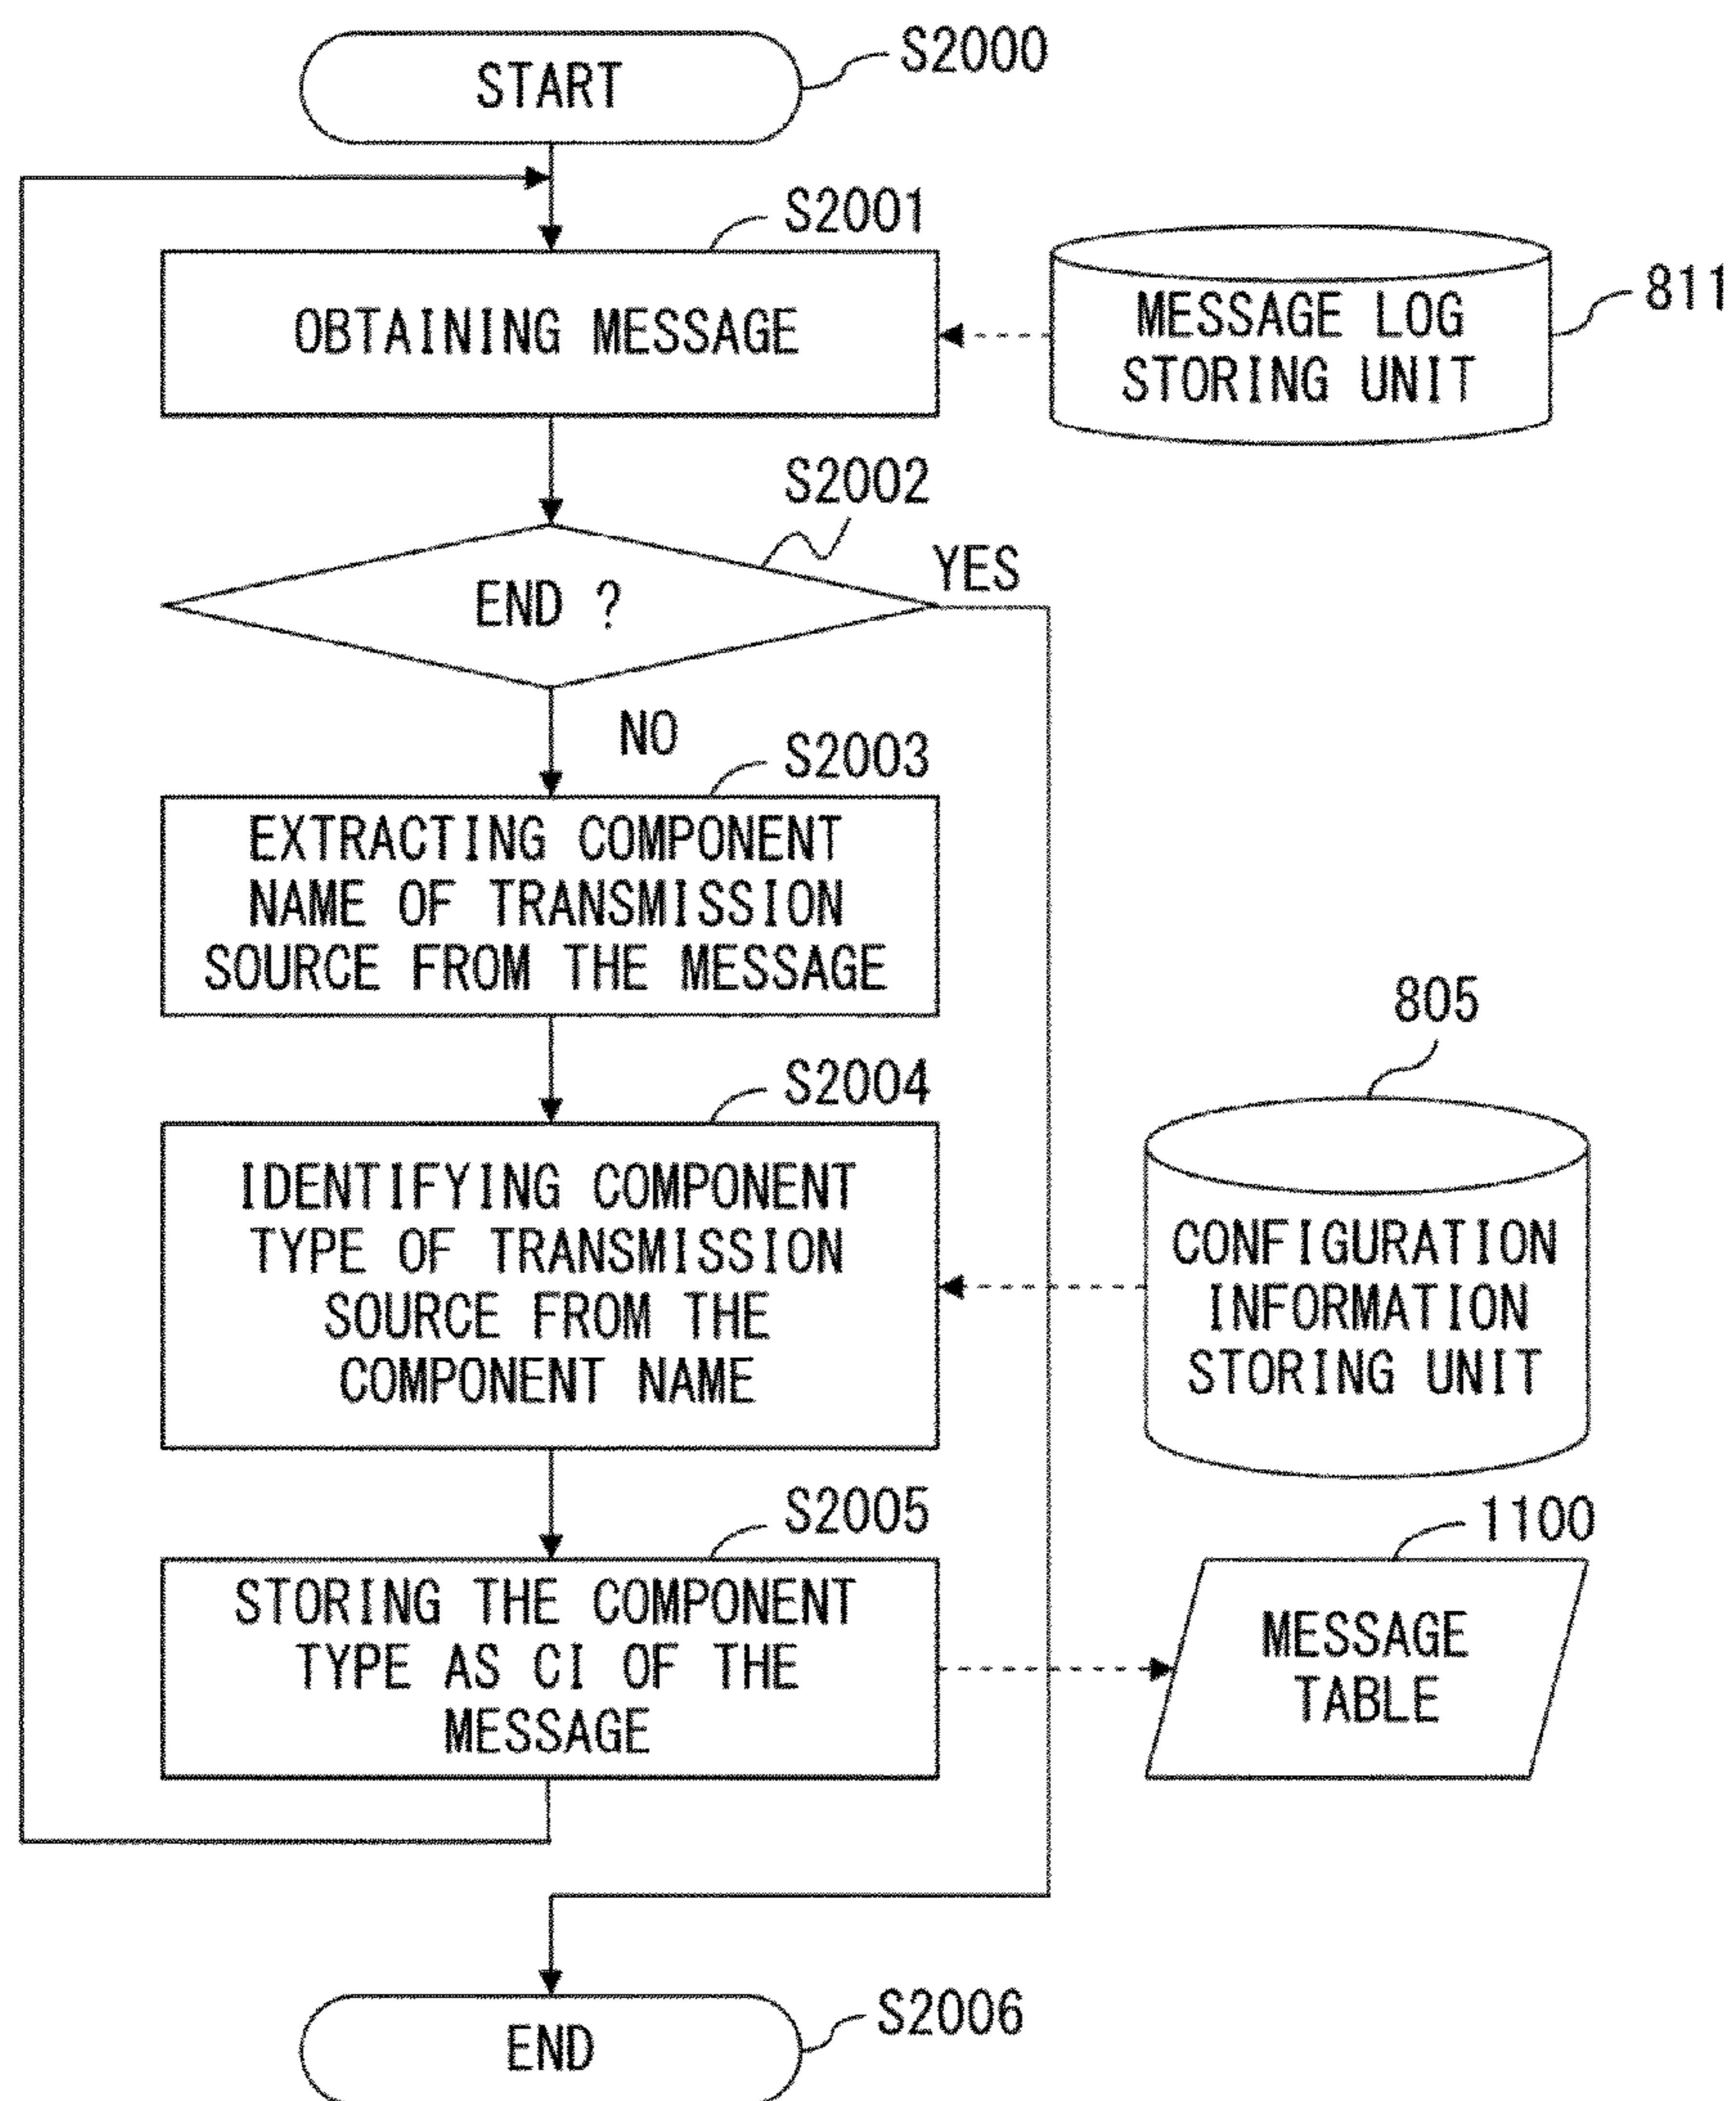 START
S2000
S2001
OBTAINING MESSAGE
MESSAGE LOG
STORING UNIT
811
S2002
END ?
YES
NO
S2003
EXTRACTING COMPONENT
NAME OF TRANSMISSION
SOURCE FROM THE MESSAGE
S2004
IDENTIFYING COMPONENT
TYPE OF TRANSMISSION
SOURCE FROM THE
COMPONENT NAME
805
CONFIGURATION
INFORMATION
STORING UNIT
S2005
STORING THE COMPONENT
TYPE AS CI OF THE
MESSAGE
1100
MESSAGE
TABLE
END
S2006